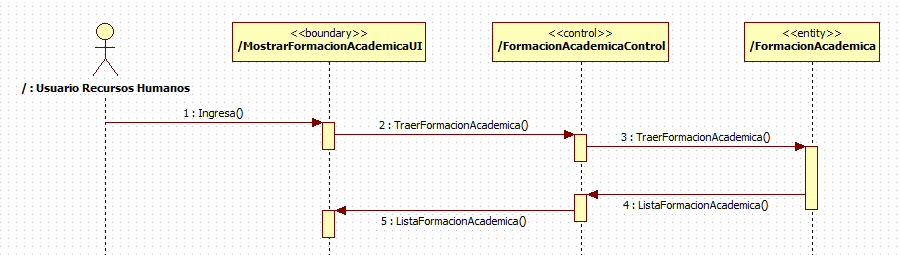 <<boundary>>
/MostrarFormacionAcademicaUI
<<control>>
/FormacionAcademicaControl
<<entity>>
/FormacionAcademica
/ : Usuario Recursos Humanos
1 : Ingresa()
2 : TraerFormacionAcademica()
3 : TraerFormacionAcademica()
4 : ListaFormacionAcademica()
5 : ListaFormacionAcademica()